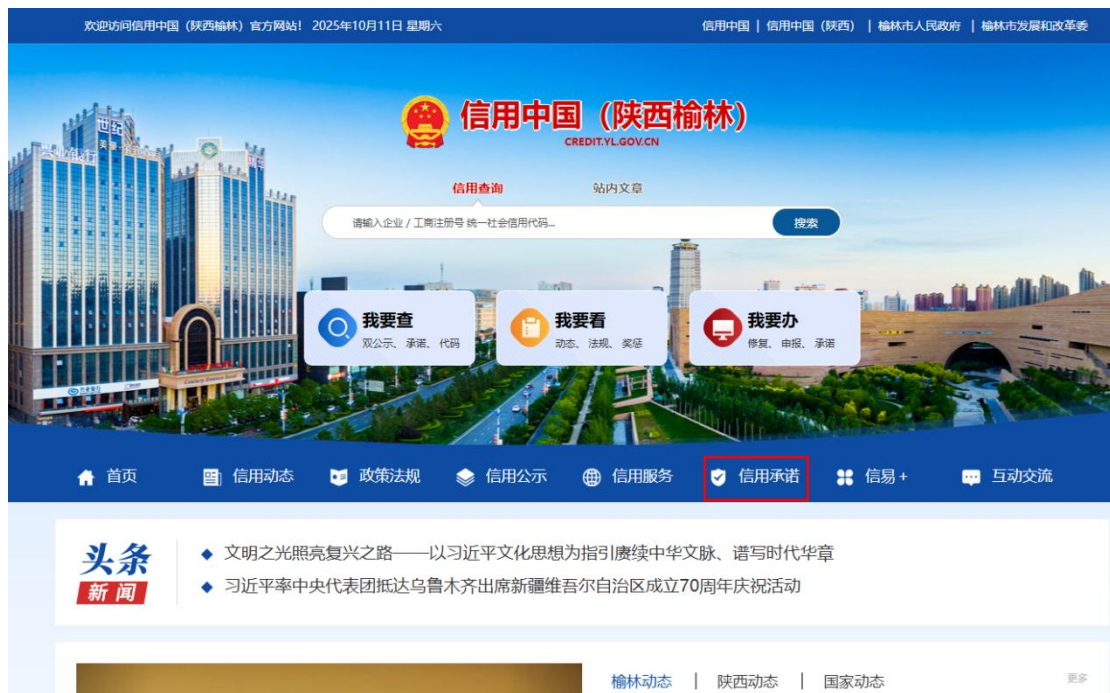 欢迎访问信用中国（陕西榆林）官方网站！ 2025年10月11日 星期六
信用中国 | 信用中国（陕西） | 榆林市人民政府 | 榆林市发展和改革委
信用中国（陕西榆林）
CREDIT.YL.GOV.CN
信用查询 站内文章
请输入企业 / 工商注册号 统一社会信用代码... 搜索
世纪
我要查 我要看 我要办
双公示、承诺、代码 动态、法规、奖惩 修复、申报、承诺
首页 信用动态 政策法规 信用公示 信用服务 信用承诺 信易+ 互动交流
头条
新闻
◆ 文明之光照亮复兴之路——以习近平文化思想为指引赓续中华文脉、谱写时代华章
◆ 习近平率中央代表团抵达乌鲁木齐出席新疆维吾尔自治区成立70周年庆祝活动
榆林动态 | 陕西动态 | 国家动态 更多